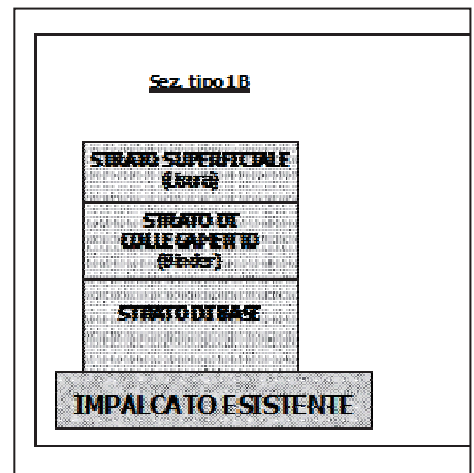 Sez. tipo 1B
STRATO SUPERFICIALE
(Usura)
STRATO DI
COLLEGAMENTO
(Binder)
STRATO DI BASE
IMPALCATO ESISTENTE